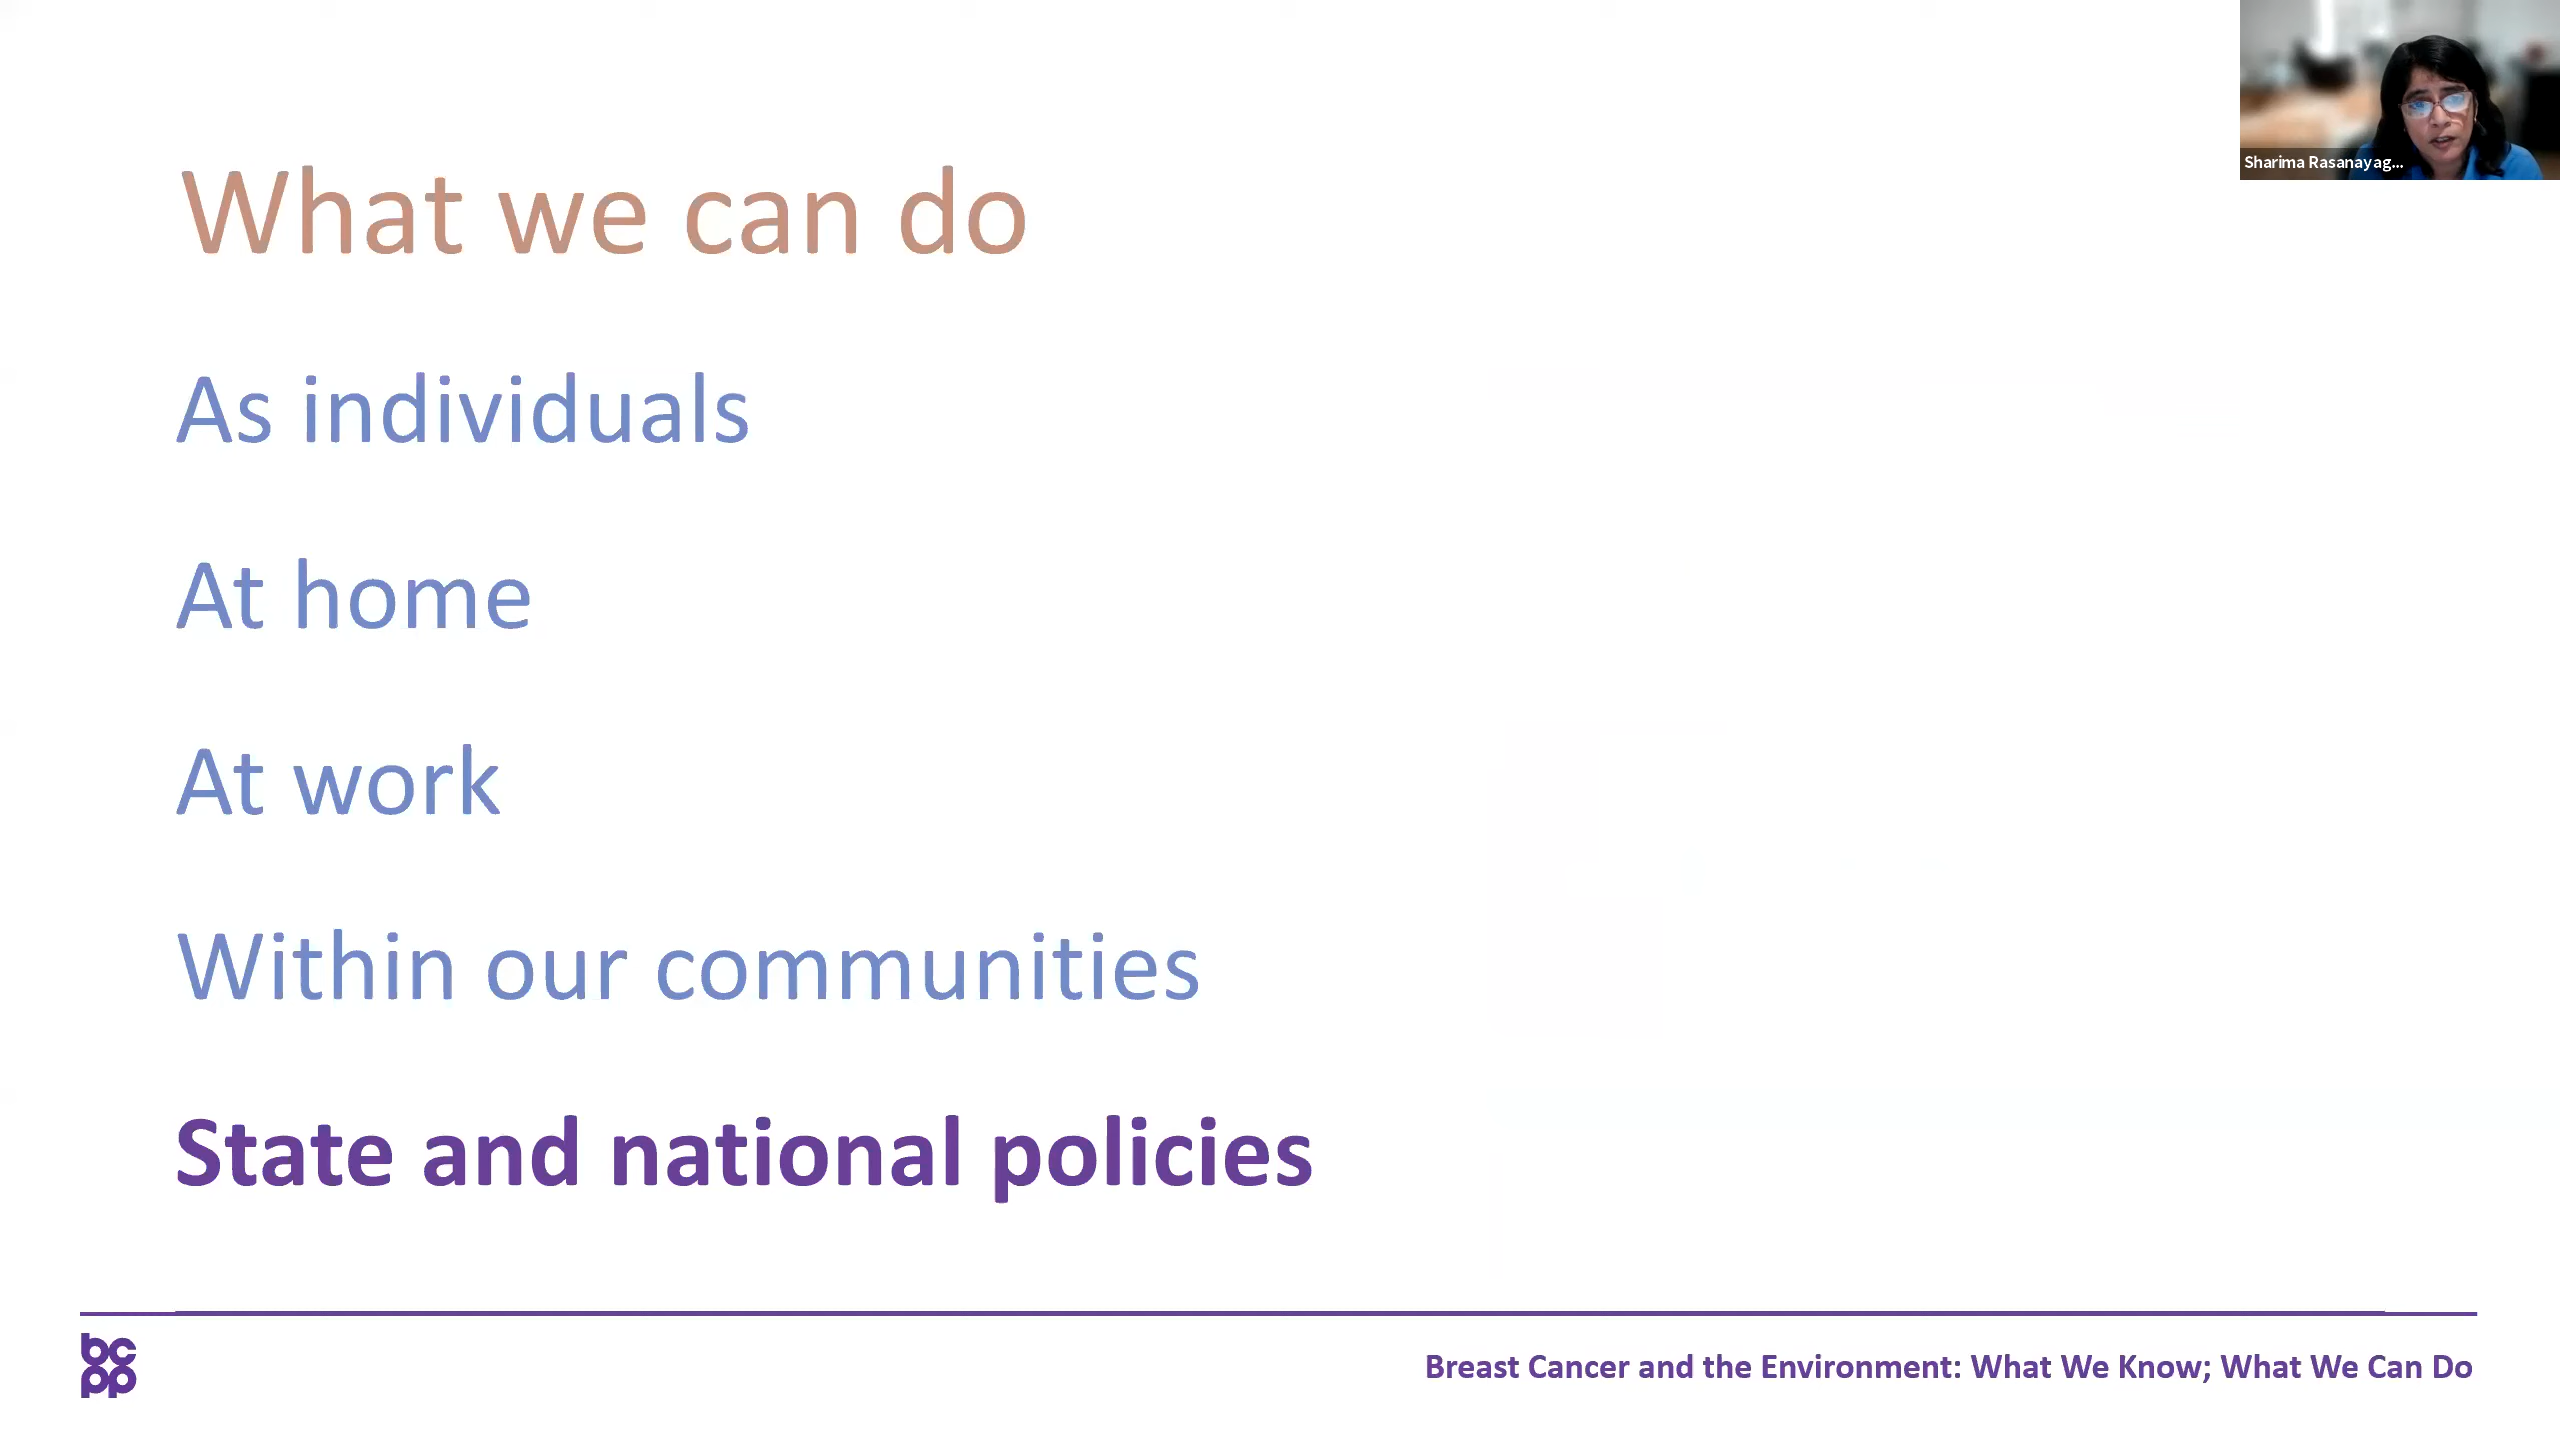 Sharima Rasanayag...
What we can do
As individuals
At home
At work
Within our communities
State and national policies
bc
pp
Breast Cancer and the Environment: What We Know; What We Can Do